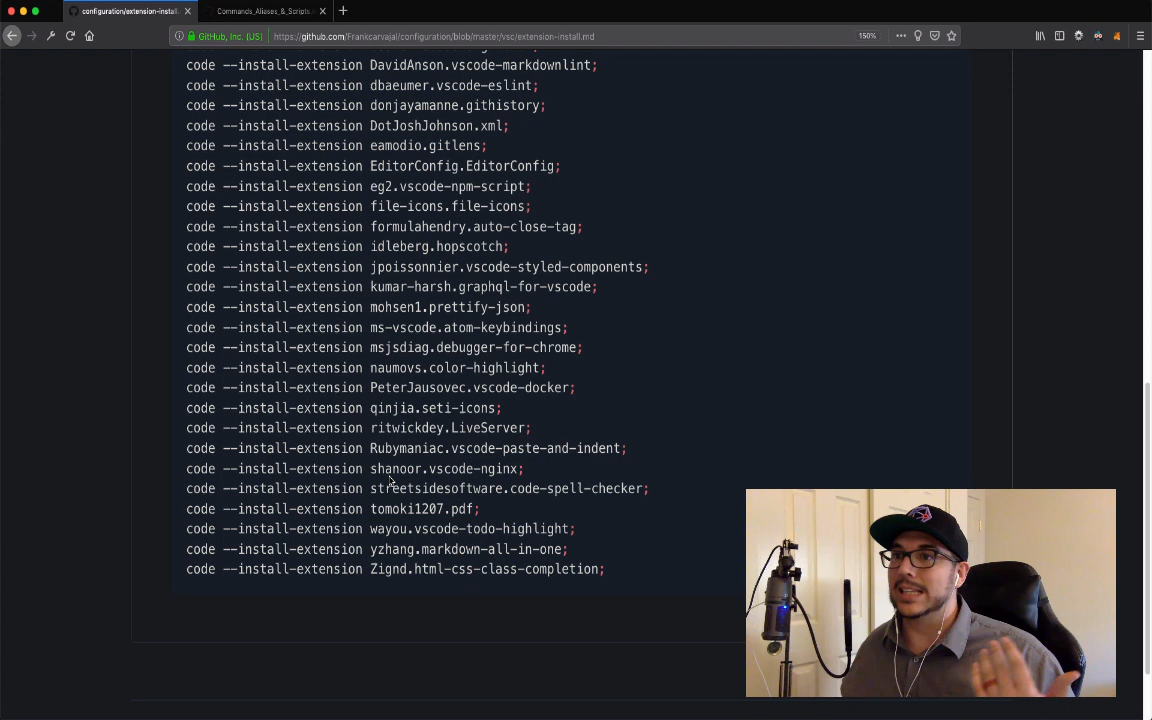 configuration/extension-install.
Commands_Aliases_&_Scripts.
GitHub, Inc. (US)
https://github.com/Frankcarvajal/configuration/blob/master/vsc/extension-install.md
150%
code --install-extension DavidAnson.vscode-markdownlint;
code --install-extension dbaeumer.vscode-eslint;
code --install-extension donjayamanne.githistory;
code --install-extension DotJoshJohnson.xml;
code --install-extension eamodio.gitlens;
code --install-extension EditorConfig.EditorConfig;
code --install-extension eg2.vscode-npm-script;
code --install-extension file-icons.file-icons;
code --install-extension formulahendry.auto-close-tag;
code --install-extension idleberg.hopscotch;
code --install-extension jpoissonnier.vscode-styled-components;
code --install-extension kumar-harsh.graphql-for-vscode;
code --install-extension mohsen1.prettify-json;
code --install-extension ms-vscode.atom-keybindings;
code --install-extension msjsdiag.debugger-for-chrome;
code --install-extension naumovs.color-highlight;
code --install-extension PeterJausovec.vscode-docker;
code --install-extension qinjia.seti-icons;
code --install-extension ritwickdey.LiveServer;
code --install-extension Rubymaniac.vscode-paste-and-indent;
code --install-extension shanoor.vscode-nginx;
code --install-extension streetsidesoftware.code-spell-checker;
code --install-extension tomoki1207.pdf;
code --install-extension wayou.vscode-todo-highlight;
code --install-extension yzhang.markdown-all-in-one;
code --install-extension Zignd.html-css-class-completion;